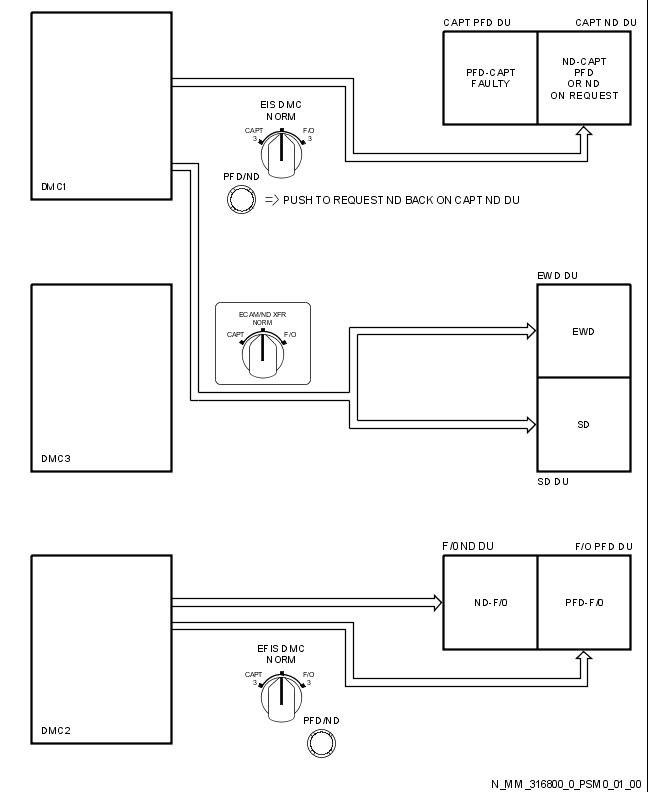 CAPT PFD DU
CAPT ND DU
PFD-CAPT
FAULTY
ND-CAPT
PFD
OR ND
ON REQUEST
EIS DMC
NORM
CAPT
3
F/O
3
PFD/ND
=> PUSH TO REQUEST ND BACK ON CAPT ND DU
DMC1
EWD DU
ECAM/ND XFR
NORM
CAPT
F/O
EWD
SD
DMC3
SD DU
F/0 ND DU
F/O PFD DU
ND-F/0
PFD-F/0
EFIS DMC
NORM
CAPT
3
F/O
3
PFD/ND
DMC2
N_MM_316800_0_PSM0_01_00